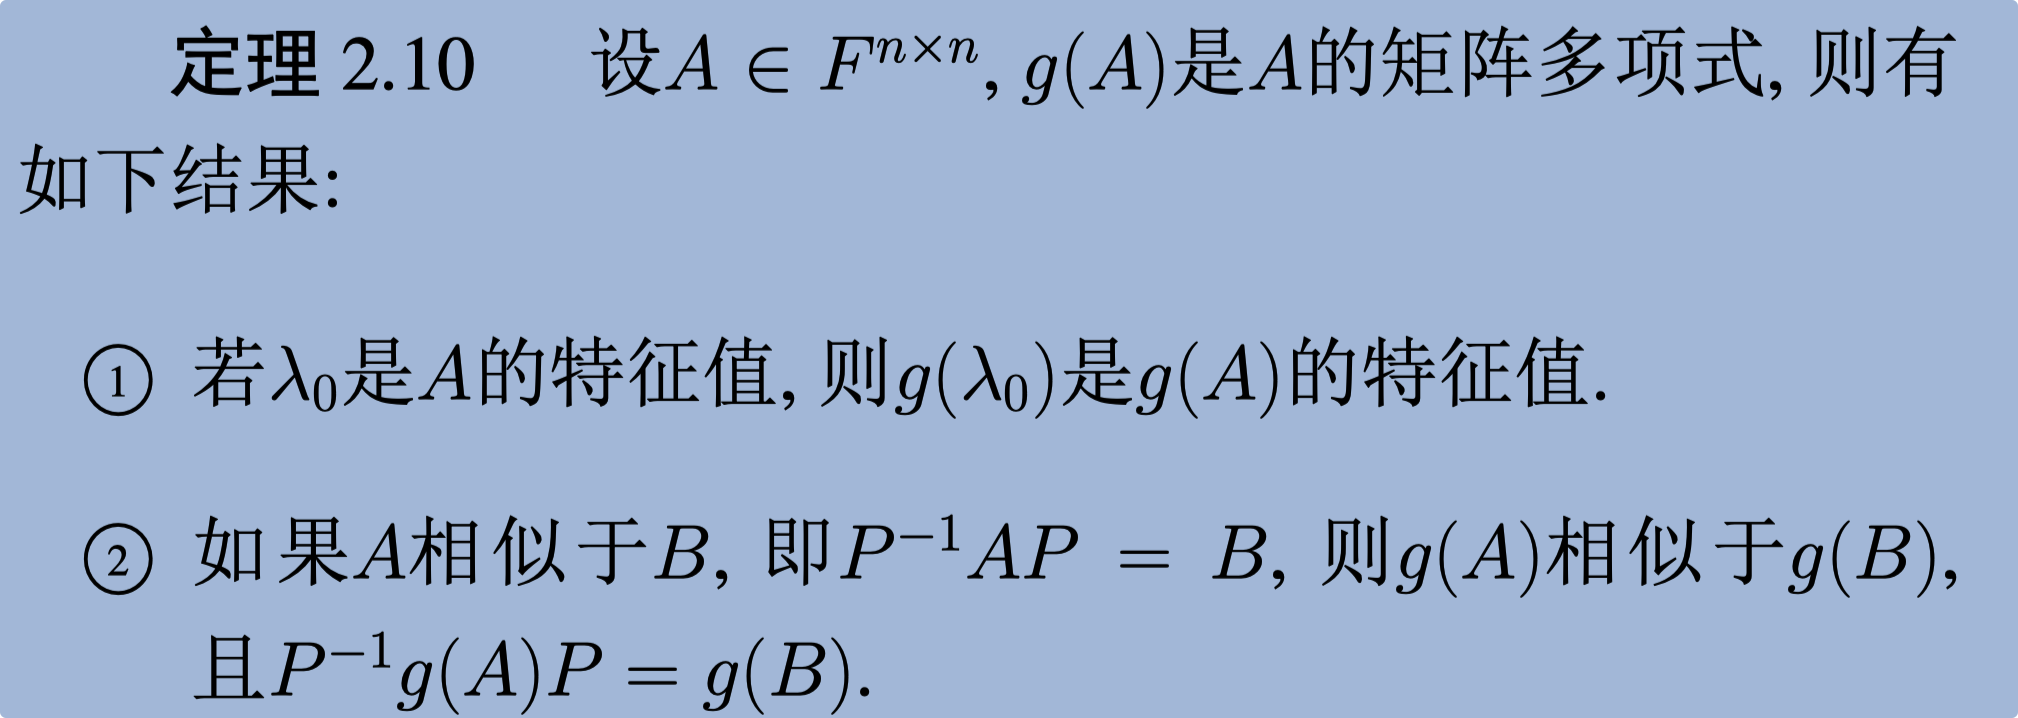 定理 2.10 设$A \in F^{n \times n}$, $g(A)$是$A$的矩阵多项式, 则有
如下结果:
① 若$\lambda_0$是$A$的特征值, 则$g(\lambda_0)$是$g(A)$的特征值.
② 如果$A$相似于$B$, 即$P^{-1}AP = B$, 则$g(A)$相似于$g(B)$,
且$P^{-1}g(A)P = g(B)$.